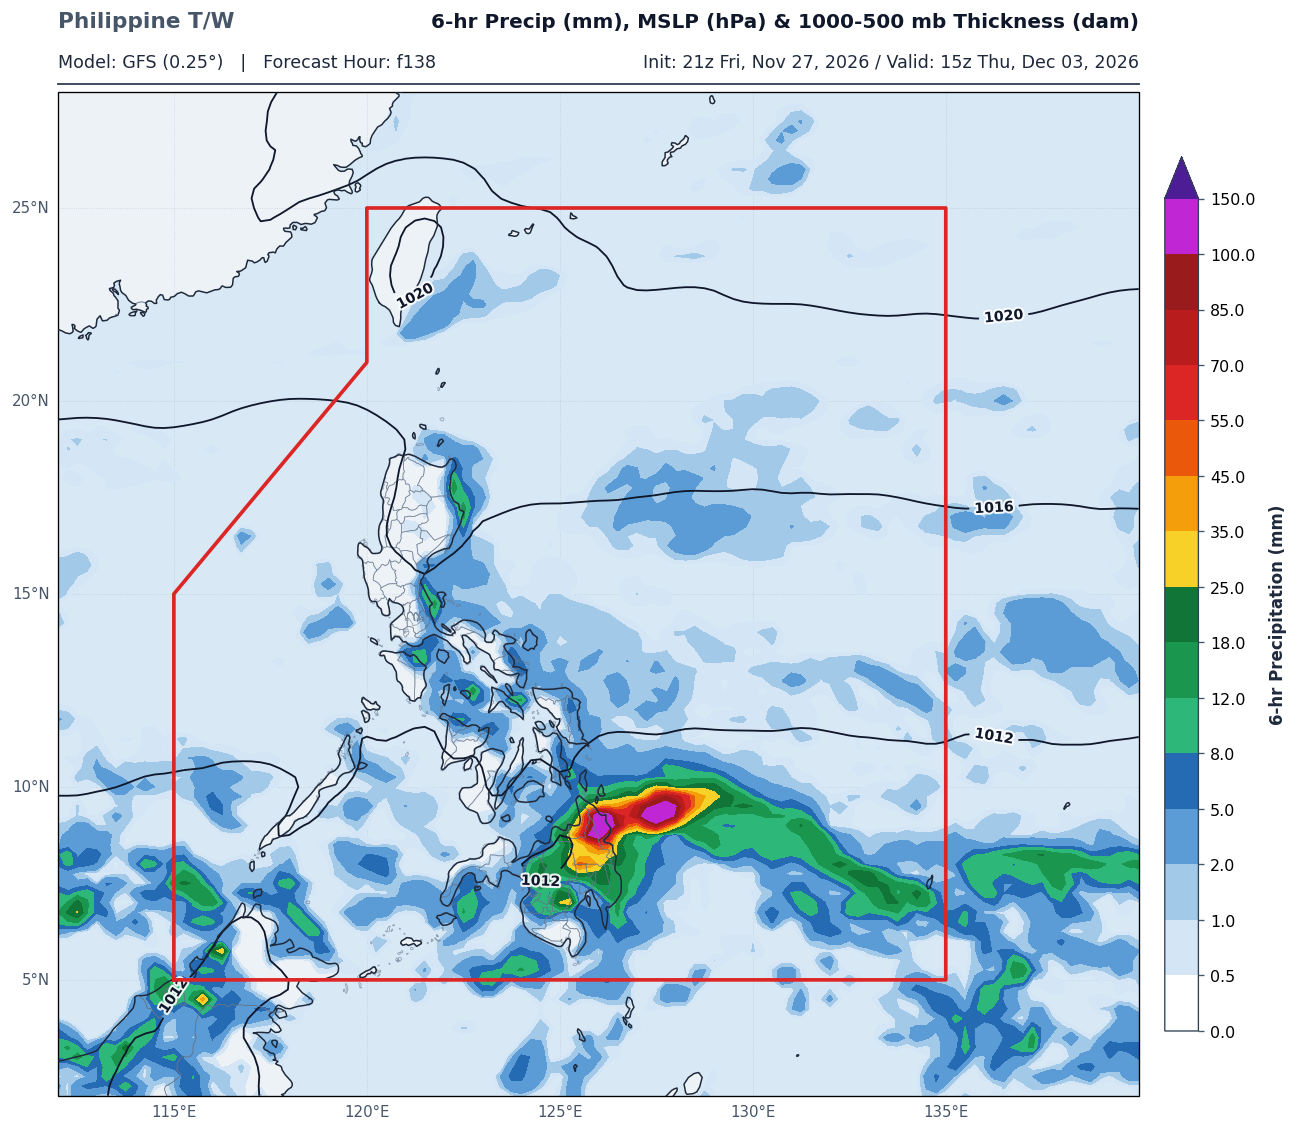 Philippine T/W
6-hr Precip (mm), MSLP (hPa) & 1000-500 mb Thickness (dam)
Model: GFS (0.25°) | Forecast Hour: f138
Init: 21z Fri, Nov 27, 2026 / Valid: 15z Thu, Dec 03, 2026
25°N
20°N
15°N
10°N
5°N
115°E
120°E
125°E
130°E
135°E
1020
1020
1016
1012
1012
1012
150.0
100.0
85.0
70.0
55.0
45.0
35.0
25.0
18.0
12.0
8.0
5.0
2.0
1.0
0.5
0.0
6-hr Precipitation (mm)